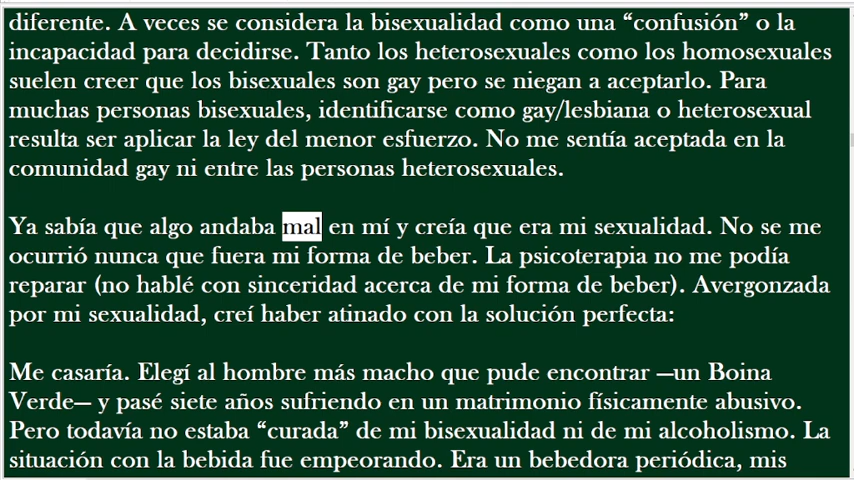 diferente. A veces se considera la bisexualidad como una “confusión” o la
incapacidad para decidirse. Tanto los heterosexuales como los homosexuales
suelen creer que los bisexuales son gay pero se niegan a aceptarlo. Para
muchas personas bisexuales, identificarse como gay/lesbiana o heterosexual
resulta ser aplicar la ley del menor esfuerzo. No me sentía aceptada en la
comunidad gay ni entre las personas heterosexuales.
Ya sabía que algo andaba mal en mí y creía que era mi sexualidad. No se me
ocurrió nunca que fuera mi forma de beber. La psicoterapia no me podía
reparar (no hablé con sinceridad acerca de mi forma de beber). Avergonzada
por mi sexualidad, creí haber atinado con la solución perfecta:
Me casaría. Elegí al hombre más macho que pude encontrar —un Boina
Verde— y pasé siete años sufriendo en un matrimonio físicamente abusivo.
Pero todavía no estaba “curada” de mi bisexualidad ni de mi alcoholismo. La
situación con la bebida fue empeorando. Era un bebedora periódica, mis